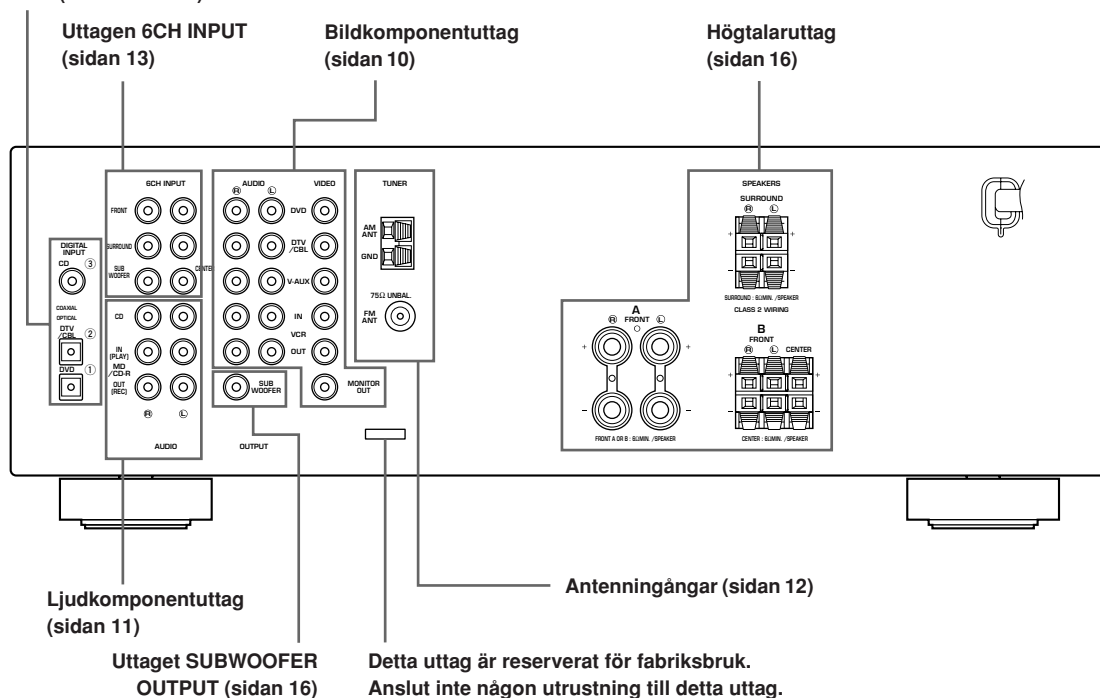 Uttagen 6CH INPUT
(sidan 13)
Bildkomponentuttag
(sidan 10)
Högtalaruttag
(sidan 16)
6CH INPUT
FRONT
SURROUND
SUB
WOOFER
CENTER
DIGITAL
INPUT
CD ③
COAXIAL
OPTICAL
DTV
/CBL ②
DVD ①
CD
IN
(PLAY)
MD
/CD-R
OUT
(REC)
R L
AUDIO
AUDIO
R L
VIDEO
DVD
DTV
/CBL
V-AUX
IN
VCR
OUT
SUB
WOOFER
MONITOR
OUT
OUTPUT
TUNER
AM
ANT
GND
75Ω UNBAL.
FM
ANT
SPEAKERS
SURROUND
R L
+ +
– –
SURROUND : 6ΩMIN. /SPEAKER
CLASS 2 WIRING
A
R FRONT L
+ +
– –
FRONT A OR B : 6ΩMIN. /SPEAKER
B
FRONT
R L CENTER
+ +
– –
CENTER : 6ΩMIN. /SPEAKER
Antenningångar (sidan 12)
Ljudkomponentuttag
(sidan 11)
Uttaget SUBWOOFER
OUTPUT (sidan 16)
Detta uttag är reserverat för fabriksbruk.
Anslut inte någon utrustning till detta uttag.